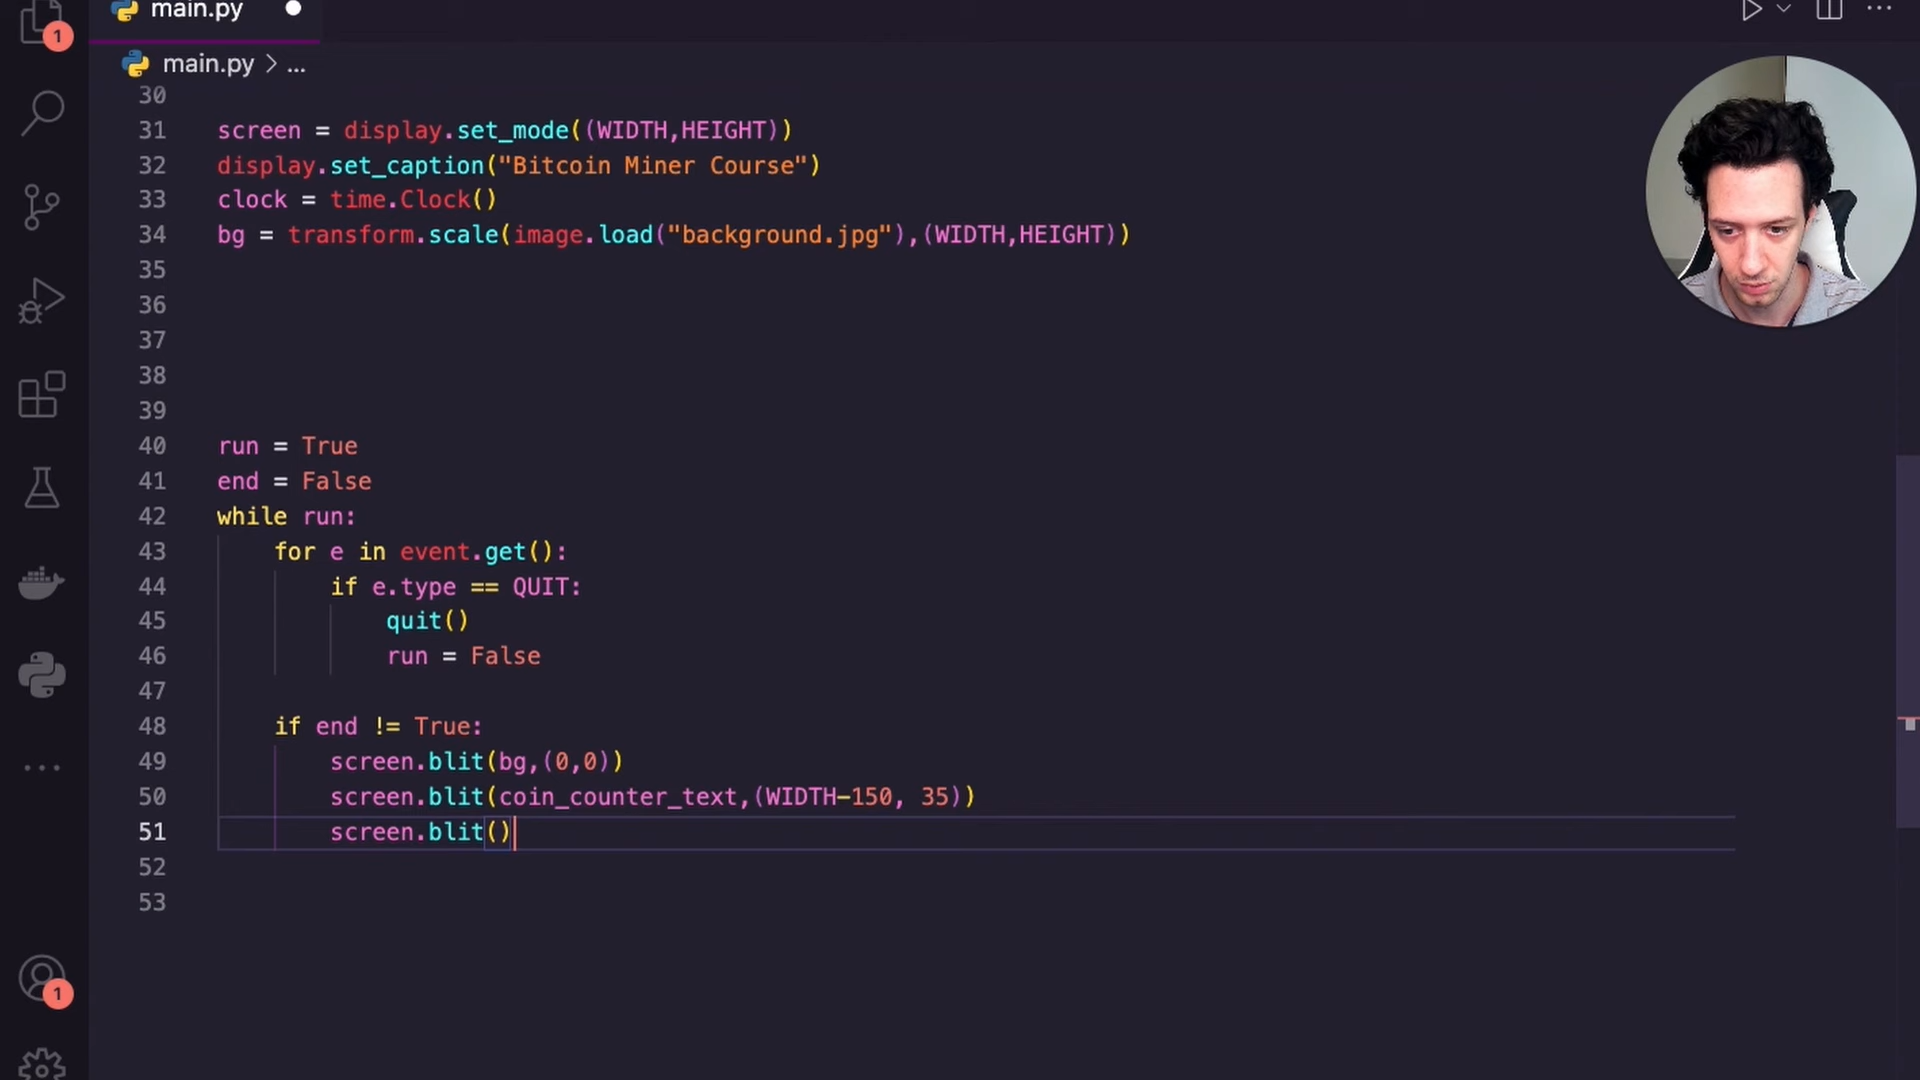 main.py
main.py > ...
1
30
31 screen = display.set_mode((WIDTH,HEIGHT))
32 display.set_caption("Bitcoin Miner Course")
33 clock = time.Clock()
34 bg = transform.scale(image.load("background.jpg"),(WIDTH,HEIGHT))
35
36
37
38
39
40 run = True
41 end = False
42 while run:
43 for e in event.get():
44 if e.type == QUIT:
45 quit()
46 run = False
47
48 if end != True:
49 screen.blit(bg,(0,0))
50 screen.blit(coin_counter_text,(WIDTH-150, 35))
51 screen.blit()
52
53
1